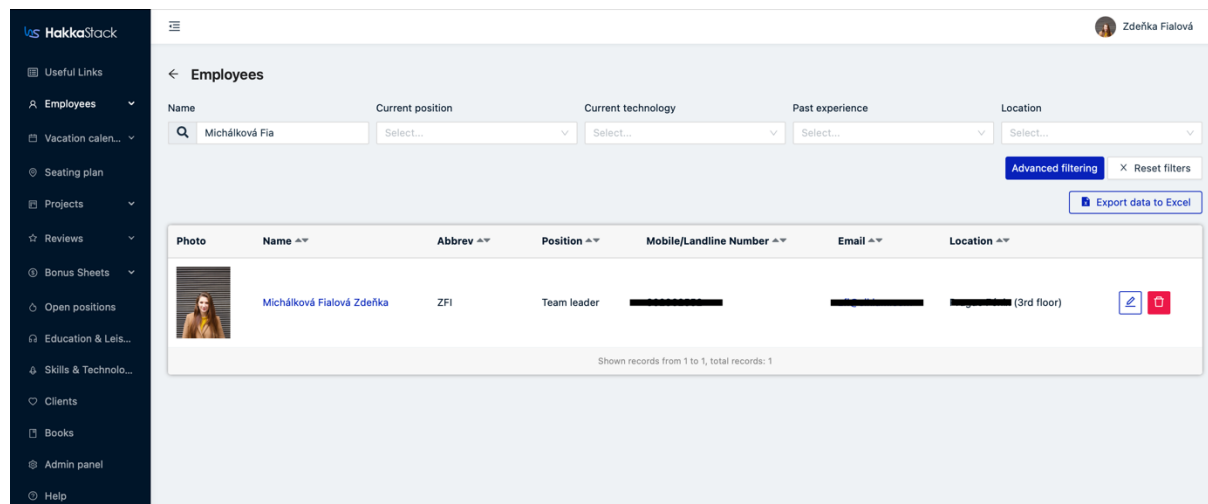 HakkaStack
Zdeňka Fialová
Useful Links
Employees
Vacation calen...
Seating plan
Projects
Reviews
Bonus Sheets
Open positions
Education & Leis...
Skills & Technolo...
Clients
Books
Admin panel
Help
Employees
Name Current position Current technology Past experience Location
Michálková Fia Select... Select... Select... Select...
Advanced filtering Reset filters
Export data to Excel
Photo Name Abbrev Position Mobile/Landline Number Email Location
Michálková Fialová Zdeňka ZFI Team leader (3rd floor)
Shown records from 1 to 1, total records: 1